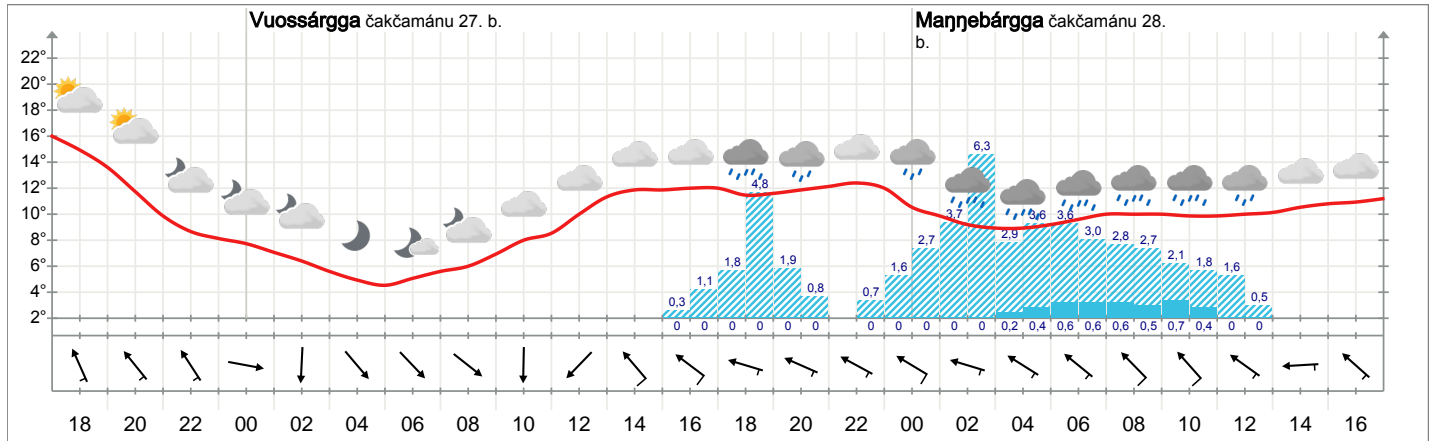 Vuossárgga čakčamánu 27. b.
Maŋŋebárgga čakčamánu 28.
b.
22°
20°
18°
16°
14°
12°
10°
8°
6°
4°
2°
0,3 1,1 1,8 4,8 1,9 0,8 0,7 1,6 2,7 3,7 6,3 2,9 3,6 3,6 3,0 2,8 2,7 2,1 1,8 1,6 0,5
0 0 0 0 0 0 0 0 0 0 0 0,2 0,4 0,6 0,6 0,6 0,5 0,7 0,4 0 0
18 20 22 00 02 04 06 08 10 12 14 16 18 20 22 00 02 04 06 08 10 12 14 16